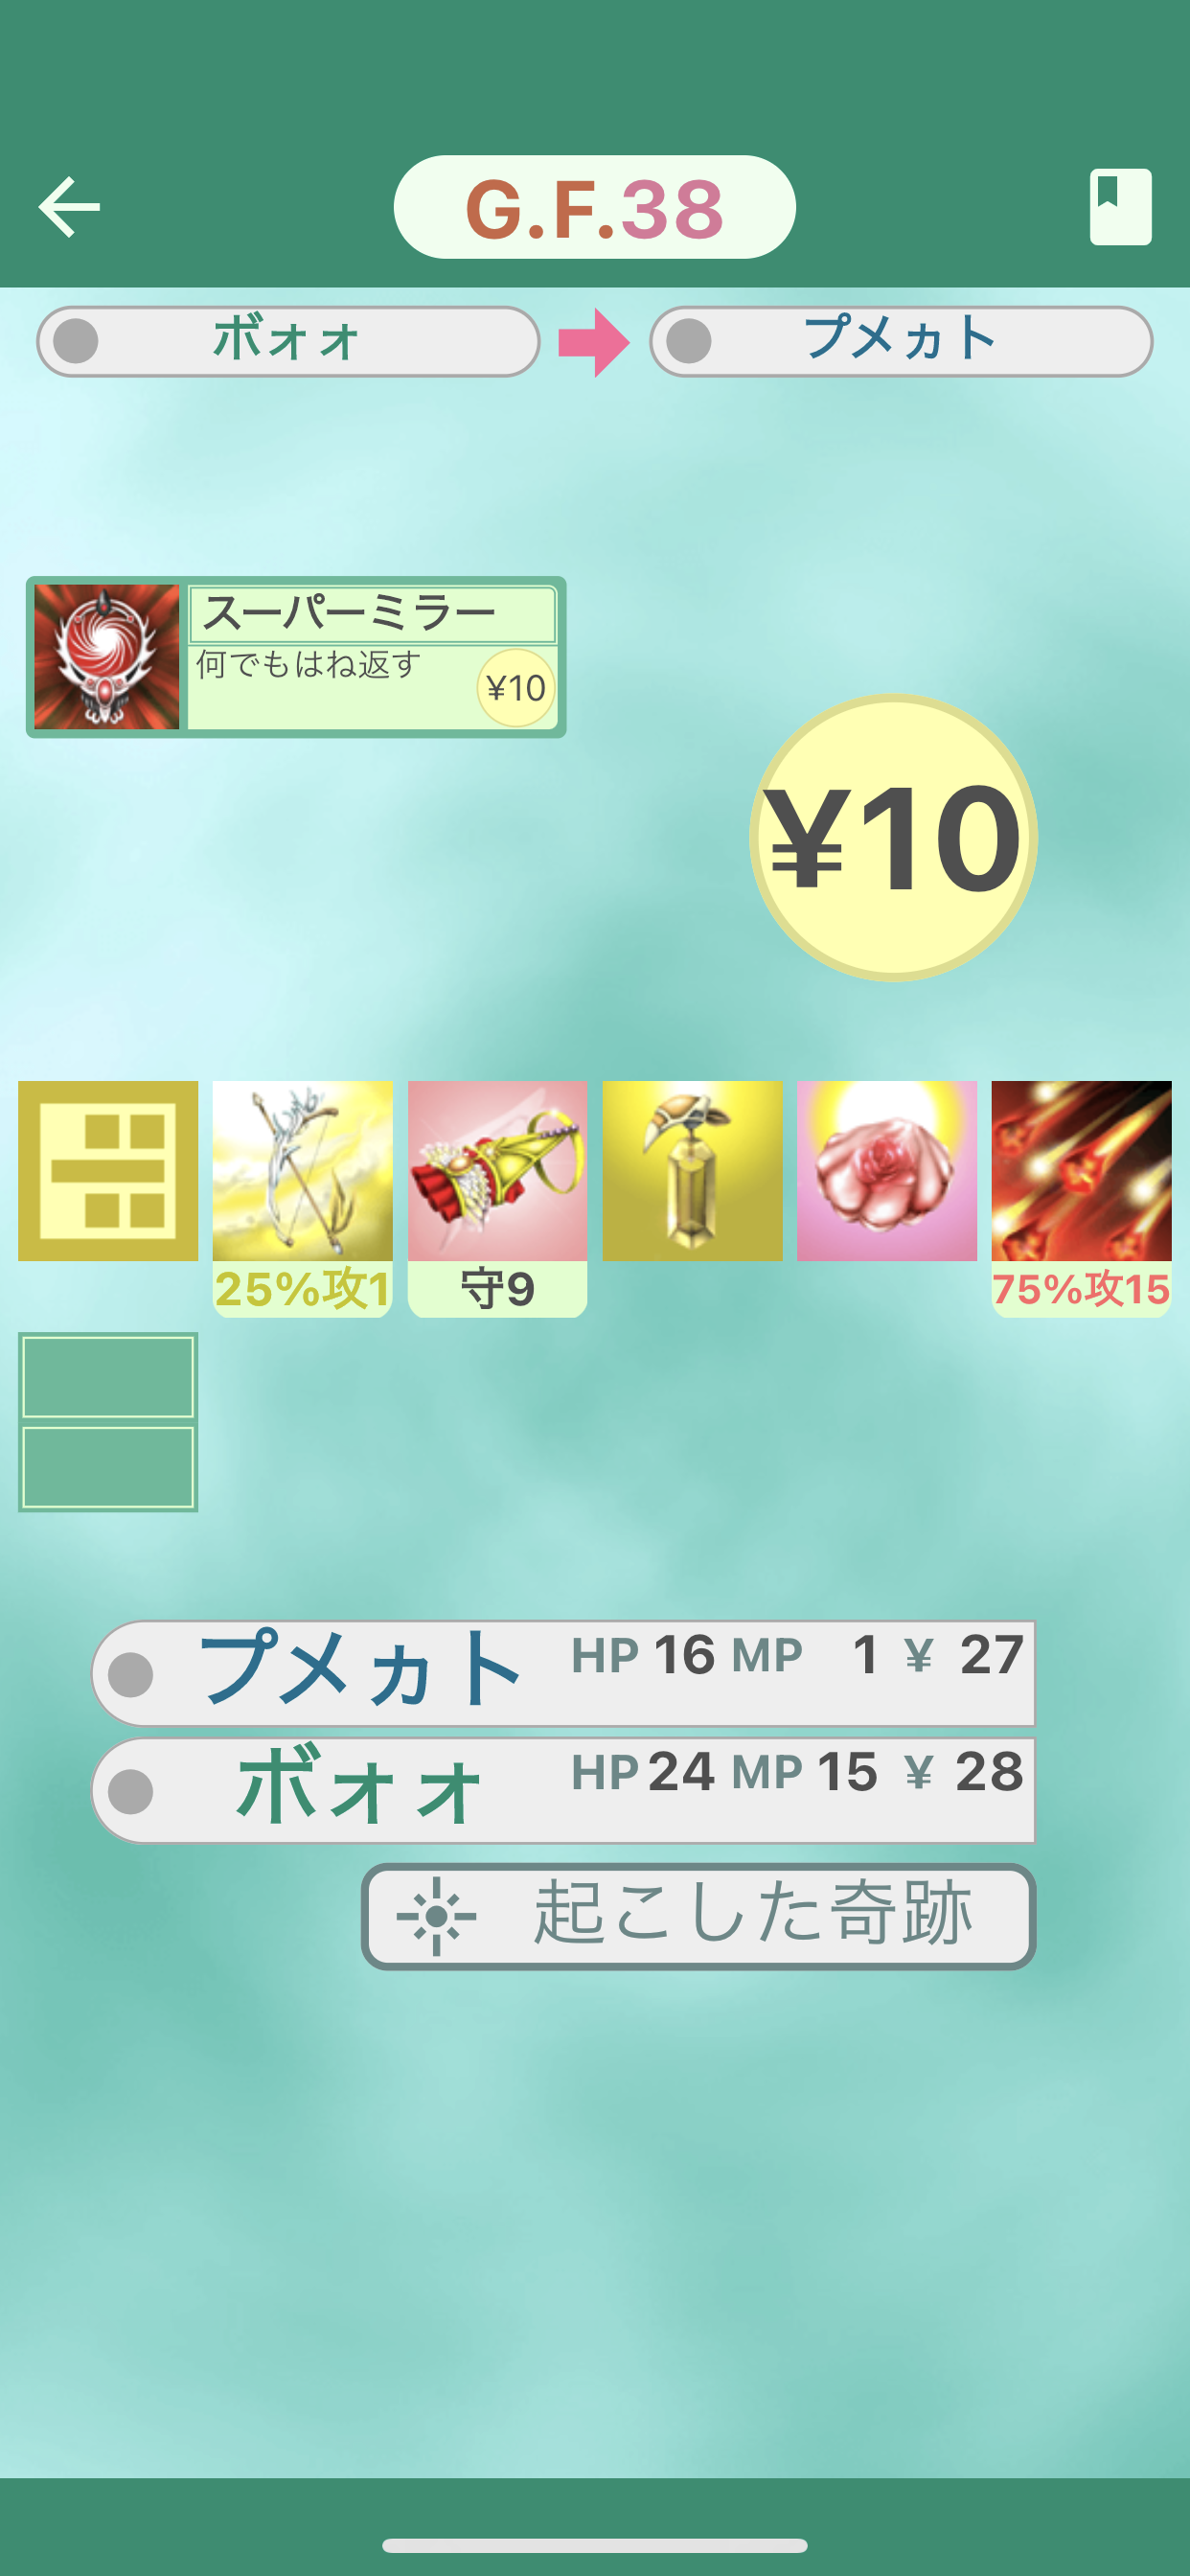 G.F.38
ボォォ
プメヵト
スーパーミラー
何でもはね返す
¥10
¥10
25%攻1
守9
75%攻15
プメヵト HP 16 MP 1 ¥ 27
ボォォ HP 24 MP 15 ¥ 28
起こした奇跡